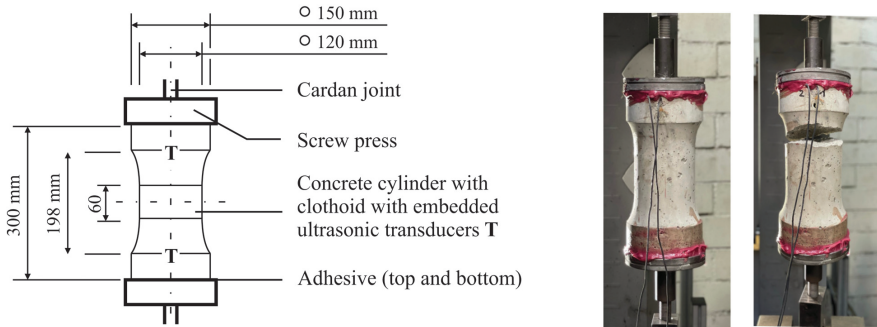 ○ 150 mm
○ 120 mm
Cardan joint
Screw press
T
300 mm
198 mm
60
Concrete cylinder with
clothoid with embedded
ultrasonic transducers T
T
Adhesive (top and bottom)